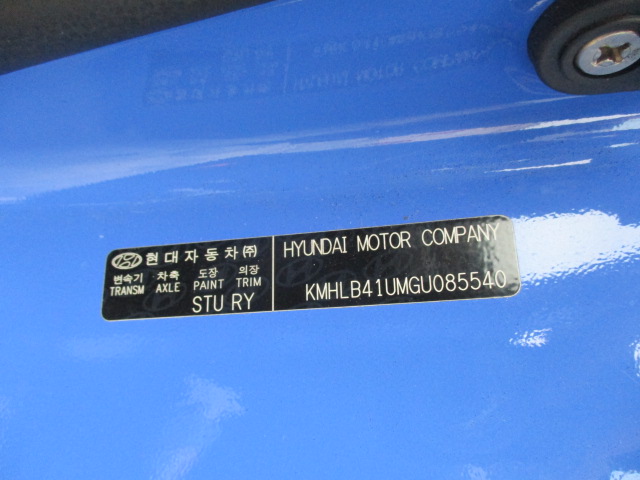 현대자동차㈜
변속기 차축 도장 의장
TRANSM AXLE PAINT TRIM
STU RY
HYUNDAI MOTOR COMPANY
KMHLB41UMGU085540